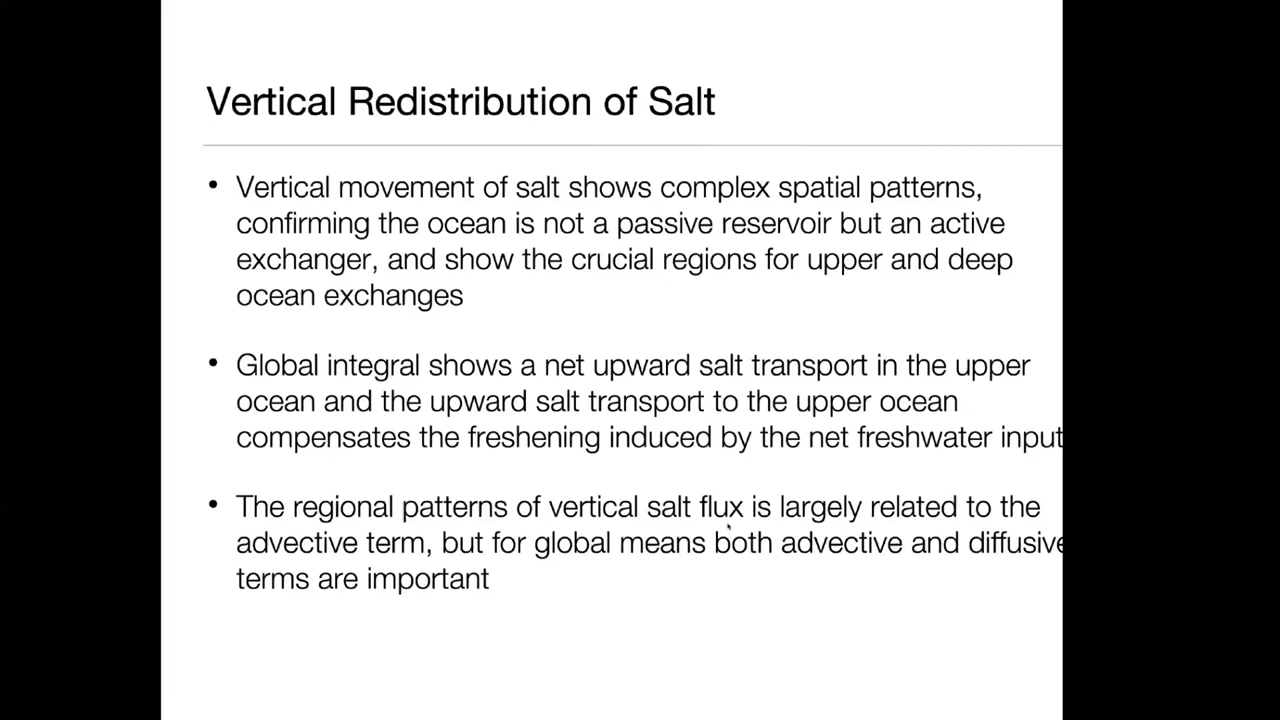 Vertical Redistribution of Salt
• Vertical movement of salt shows complex spatial patterns,
confirming the ocean is not a passive reservoir but an active
exchanger, and show the crucial regions for upper and deep
ocean exchanges
• Global integral shows a net upward salt transport in the upper
ocean and the upward salt transport to the upper ocean
compensates the freshening induced by the net freshwater input
• The regional patterns of vertical salt flux is largely related to the
advective term, but for global means both advective and diffusive
terms are important